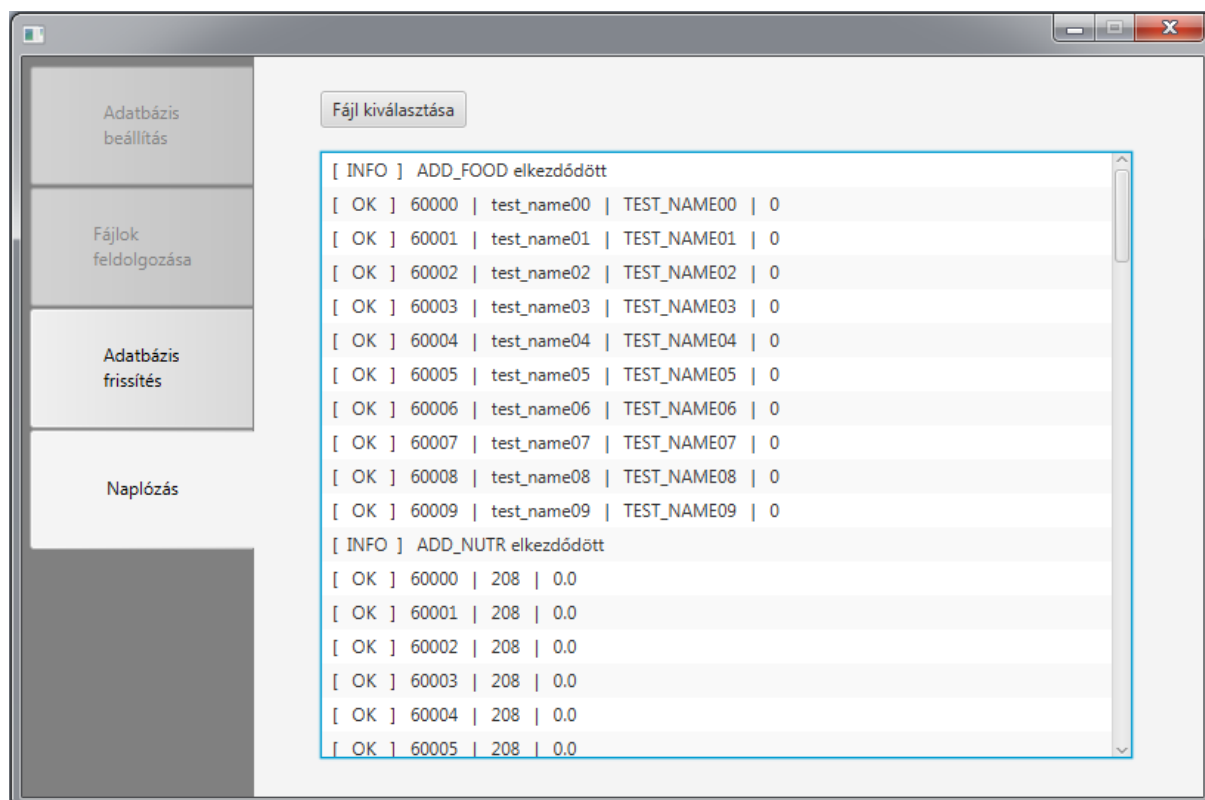 Adatbázis
beállítás
Fájlok
feldolgozása
Adatbázis
frissítés
Naplózás
Fájl kiválasztása
[ INFO ] ADD_FOOD elkezdődött
[ OK ] 60000 | test_name00 | TEST_NAME00 | 0
[ OK ] 60001 | test_name01 | TEST_NAME01 | 0
[ OK ] 60002 | test_name02 | TEST_NAME02 | 0
[ OK ] 60003 | test_name03 | TEST_NAME03 | 0
[ OK ] 60004 | test_name04 | TEST_NAME04 | 0
[ OK ] 60005 | test_name05 | TEST_NAME05 | 0
[ OK ] 60006 | test_name06 | TEST_NAME06 | 0
[ OK ] 60007 | test_name07 | TEST_NAME07 | 0
[ OK ] 60008 | test_name08 | TEST_NAME08 | 0
[ OK ] 60009 | test_name09 | TEST_NAME09 | 0
[ INFO ] ADD_NUTR elkezdődött
[ OK ] 60000 | 208 | 0.0
[ OK ] 60001 | 208 | 0.0
[ OK ] 60002 | 208 | 0.0
[ OK ] 60003 | 208 | 0.0
[ OK ] 60004 | 208 | 0.0
[ OK ] 60005 | 208 | 0.0